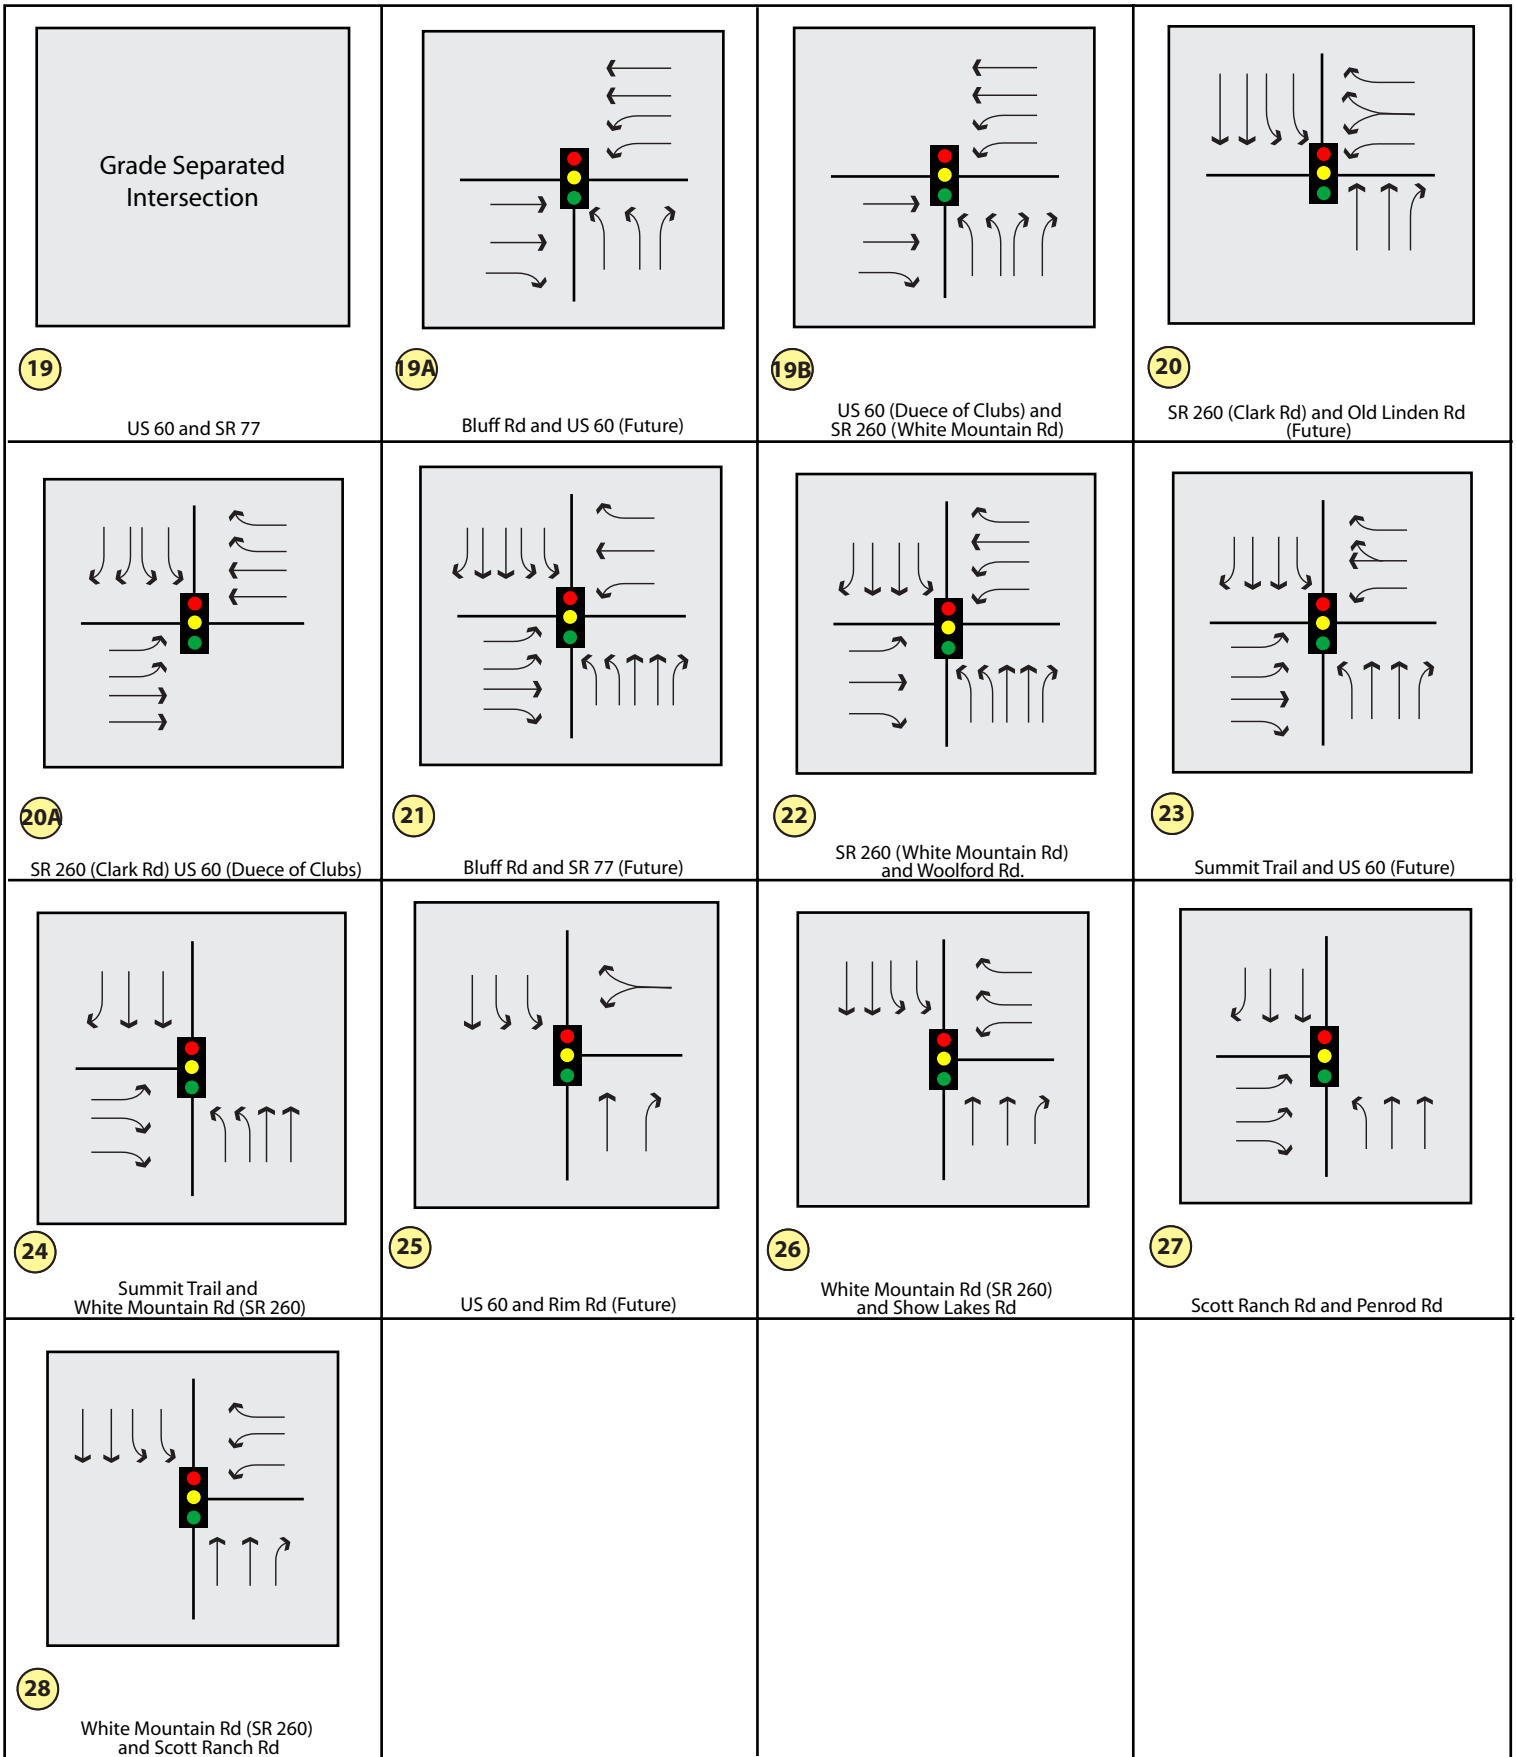 Grade Separated
Intersection
19
US 60 and SR 77
19A
Bluff Rd and US 60 (Future)
19B
US 60 (Duece of Clubs) and
SR 260 (White Mountain Rd)
20
SR 260 (Clark Rd) and Old Linden Rd
(Future)
20A
SR 260 (Clark Rd) US 60 (Duece of Clubs)
21
Bluff Rd and SR 77 (Future)
22
SR 260 (White Mountain Rd)
and Woolford Rd.
23
Summit Trail and US 60 (Future)
24
Summit Trail and
White Mountain Rd (SR 260)
25
US 60 and Rim Rd (Future)
26
White Mountain Rd (SR 260)
and Show Lakes Rd
27
Scott Ranch Rd and Penrod Rd
28
White Mountain Rd (SR 260)
and Scott Ranch Rd